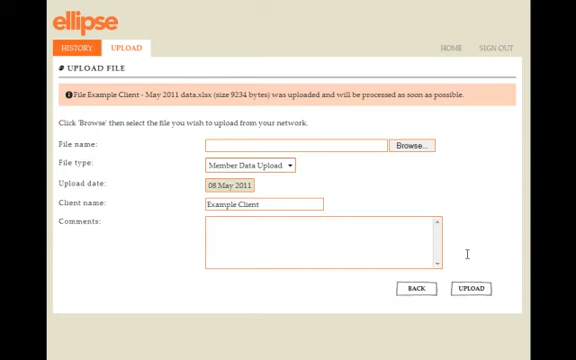 ellipse
HISTORY UPLOAD HOME SIGN OUT
UPLOAD FILE
File Example Client - May 2011 data.xlsx (size 9234 bytes) was uploaded and will be processed as soon as possible.
Click 'Browse' then select the file you wish to upload from your network.
File name: Browse...
File type: Member Data Upload
Upload date: 08 May 2011
Client name: Example Client
Comments:
BACK UPLOAD